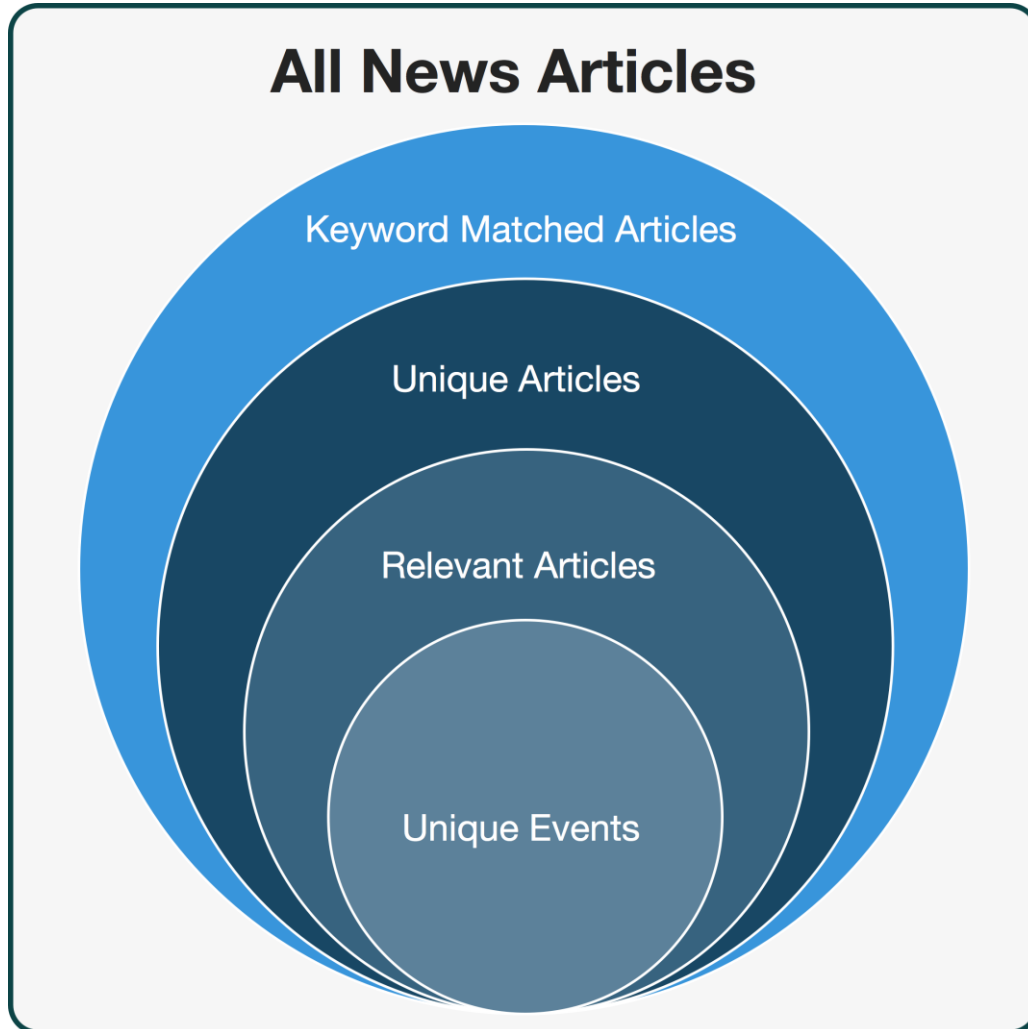 All News Articles
Keyword Matched Articles
Unique Articles
Relevant Articles
Unique Events